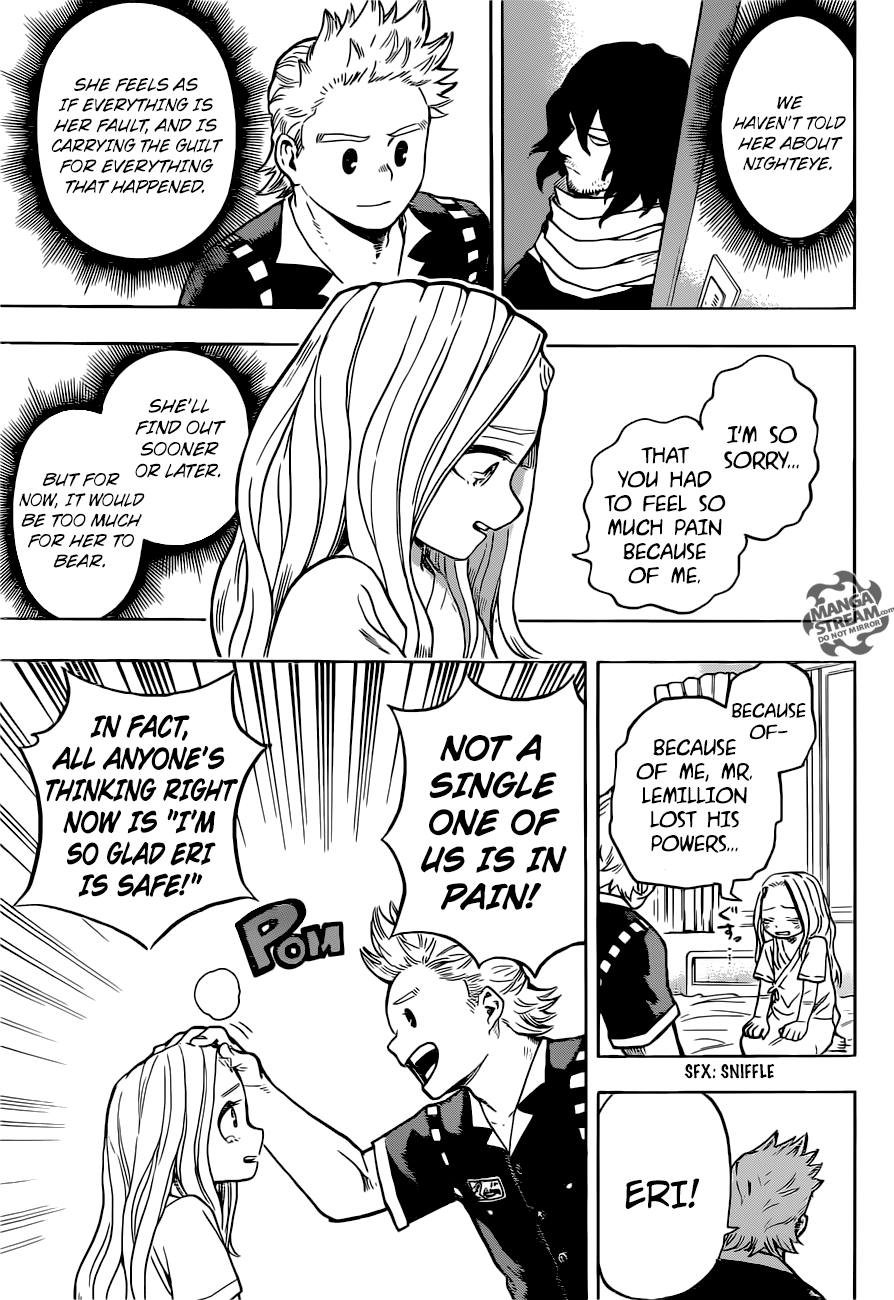 WE
HAVEN'T TOLD
HER ABOUT
NIGHTEYE.
SHE FEELS AS
IF EVERYTHING IS
HER FAULT, AND IS
CARRYING THE GUILT
FOR EVERYTHING
THAT HAPPENED.
I'M SO
SORRY...
THAT
YOU HAD
TO FEEL SO
MUCH PAIN
BECAUSE
OF ME.
SHE'LL
FIND OUT
SOONER
OR LATER.
BUT FOR
NOW, IT WOULD
BE TOO MUCH
FOR HER TO
BEAR.
MANGA
STREAM.com
DO NOT MIRROR
BECAUSE
OF-
BECAUSE
OF ME, MR.
LEMILLION
LOST HIS
POWERS...
ぐすっ
SFX: SNIFFLE
ERI!
NOT A
SINGLE
ONE OF
US IS IN
PAIN!
IN FACT,
ALL ANYONE'S
THINKING RIGHT
NOW IS "I'M
SO GLAD ERI
IS SAFE!"
POM